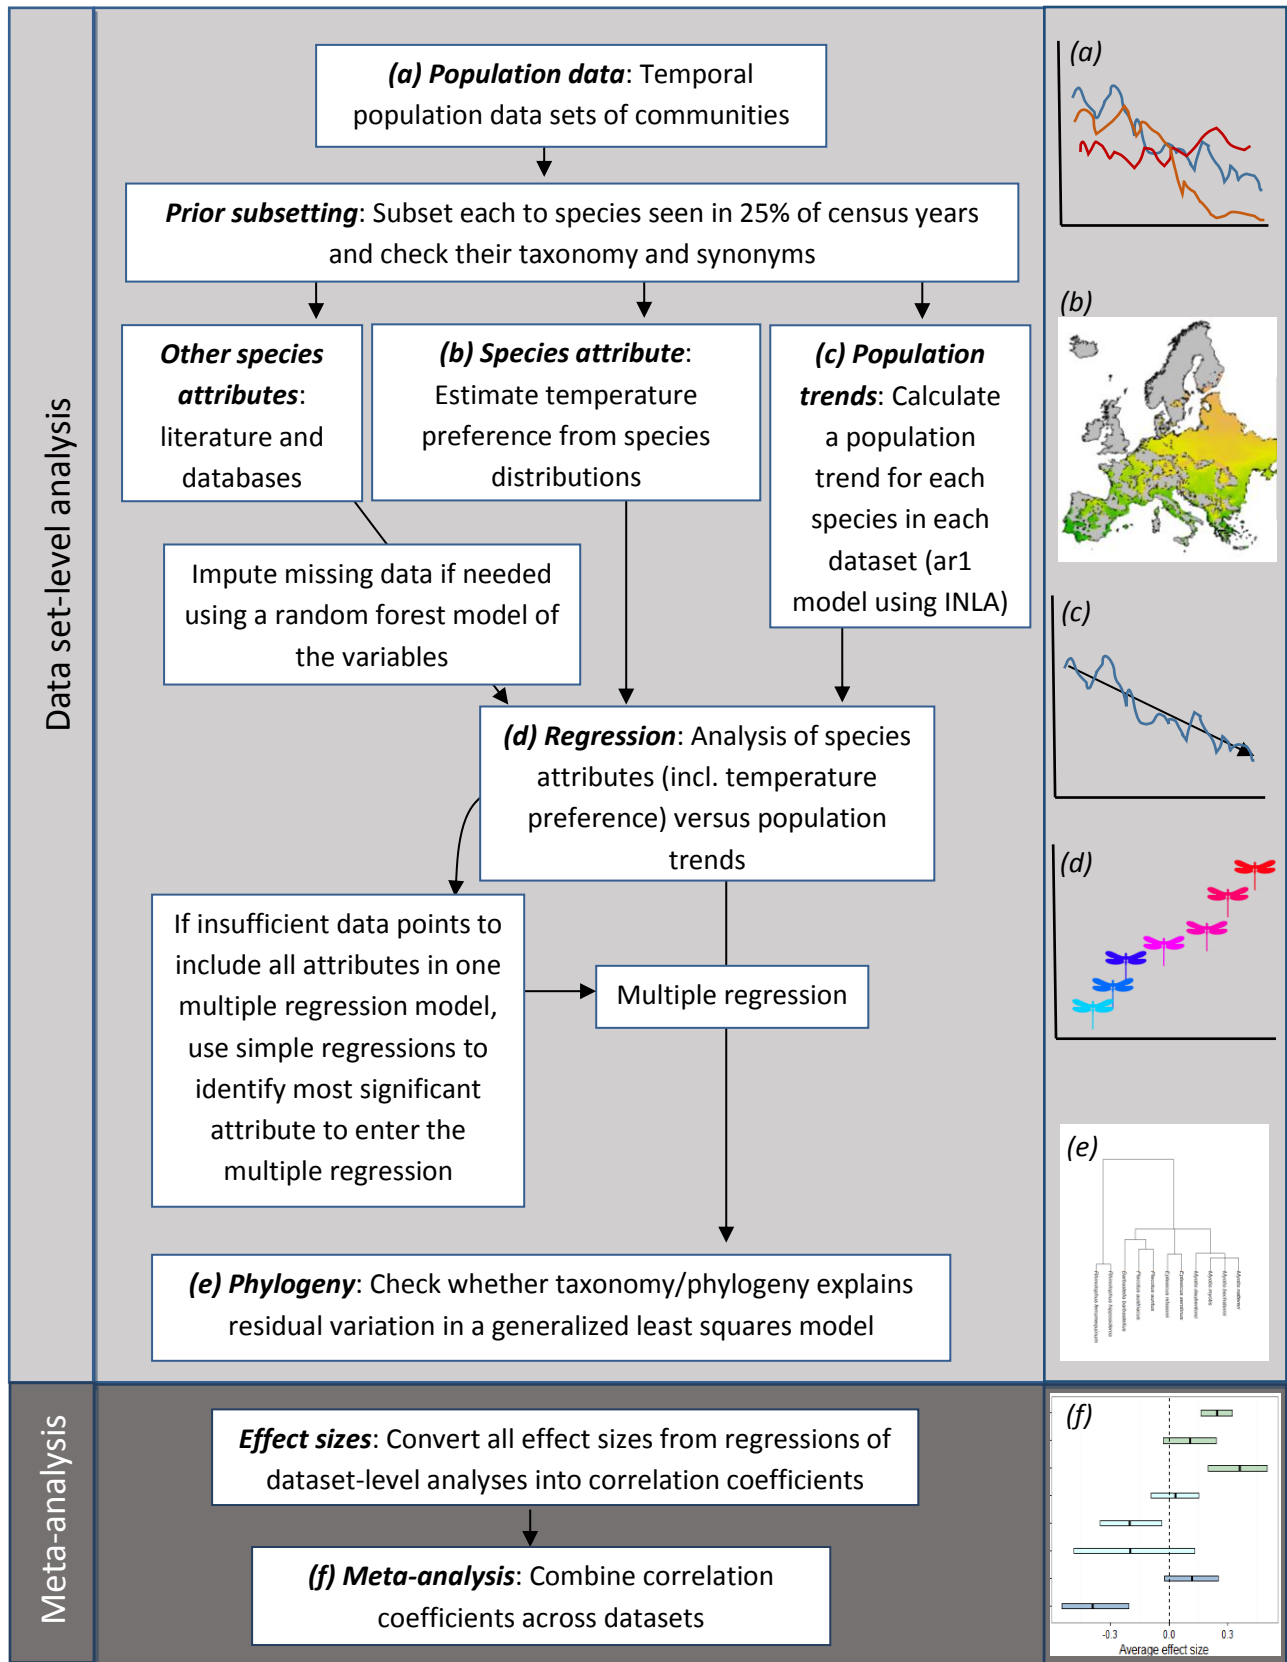 (a) Population data: Temporal
population data sets of communities
Prior subsetting: Subset each to species seen in 25% of census years
and check their taxonomy and synonyms
Other species
attributes:
literature and
databases
(b) Species attribute:
Estimate temperature
preference from species
distributions
(c) Population
trends: Calculate
a population
trend for each
species in each
dataset (ar1
model using INLA)
Impute missing data if needed
using a random forest model of
the variables
(d) Regression: Analysis of species
attributes (incl. temperature
preference) versus population
trends
If insufficient data points to
include all attributes in one
multiple regression model,
use simple regressions to
identify most significant
attribute to enter the
multiple regression
Multiple regression
(e) Phylogeny: Check whether taxonomy/phylogeny explains
residual variation in a generalized least squares model
Data set-level analysis
Effect sizes: Convert all effect sizes from regressions of
dataset-level analyses into correlation coefficients
(f) Meta-analysis: Combine correlation
coefficients across datasets
Meta-analysis
(a)
(b)
(c)
(d)
(e)
(f)
-0.3 0.0 0.3
Average effect size